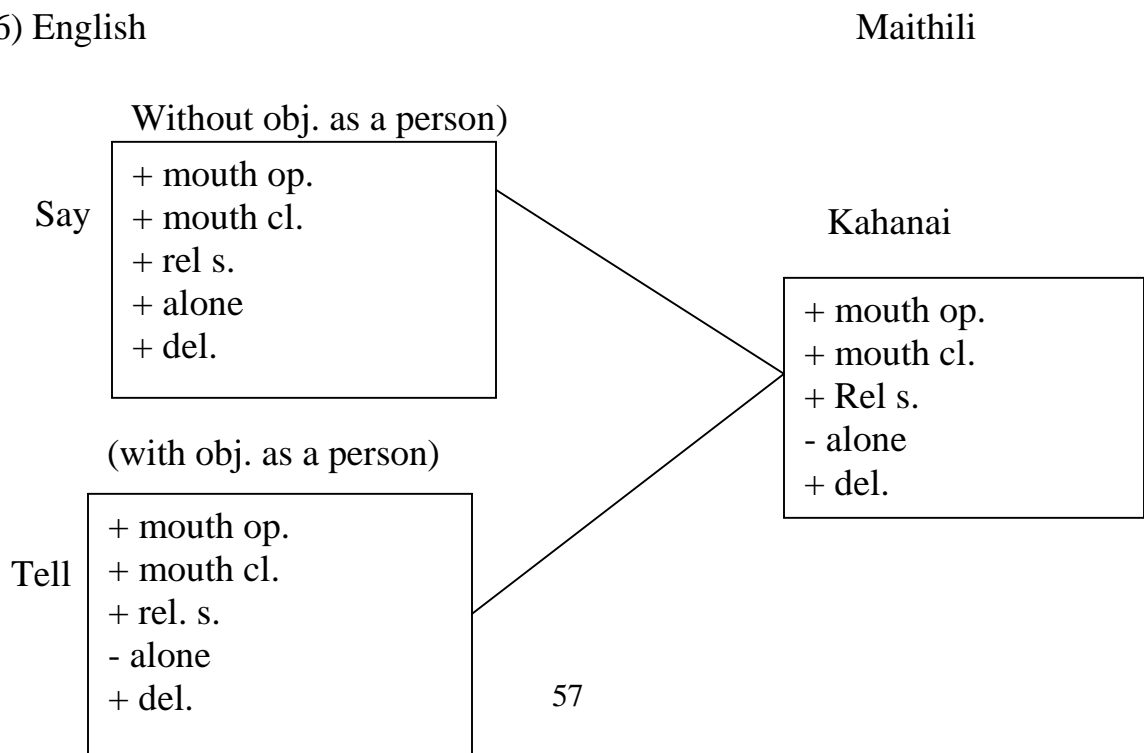 6) English Maithili
Without obj. as a person)
Say
+ mouth op.
+ mouth cl.
+ rel s.
+ alone
+ del.
Kahanai
+ mouth op.
+ mouth cl.
+ Rel s.
- alone
+ del.
(with obj. as a person)
Tell
+ mouth op.
+ mouth cl.
+ rel. s.
- alone
+ del.
57